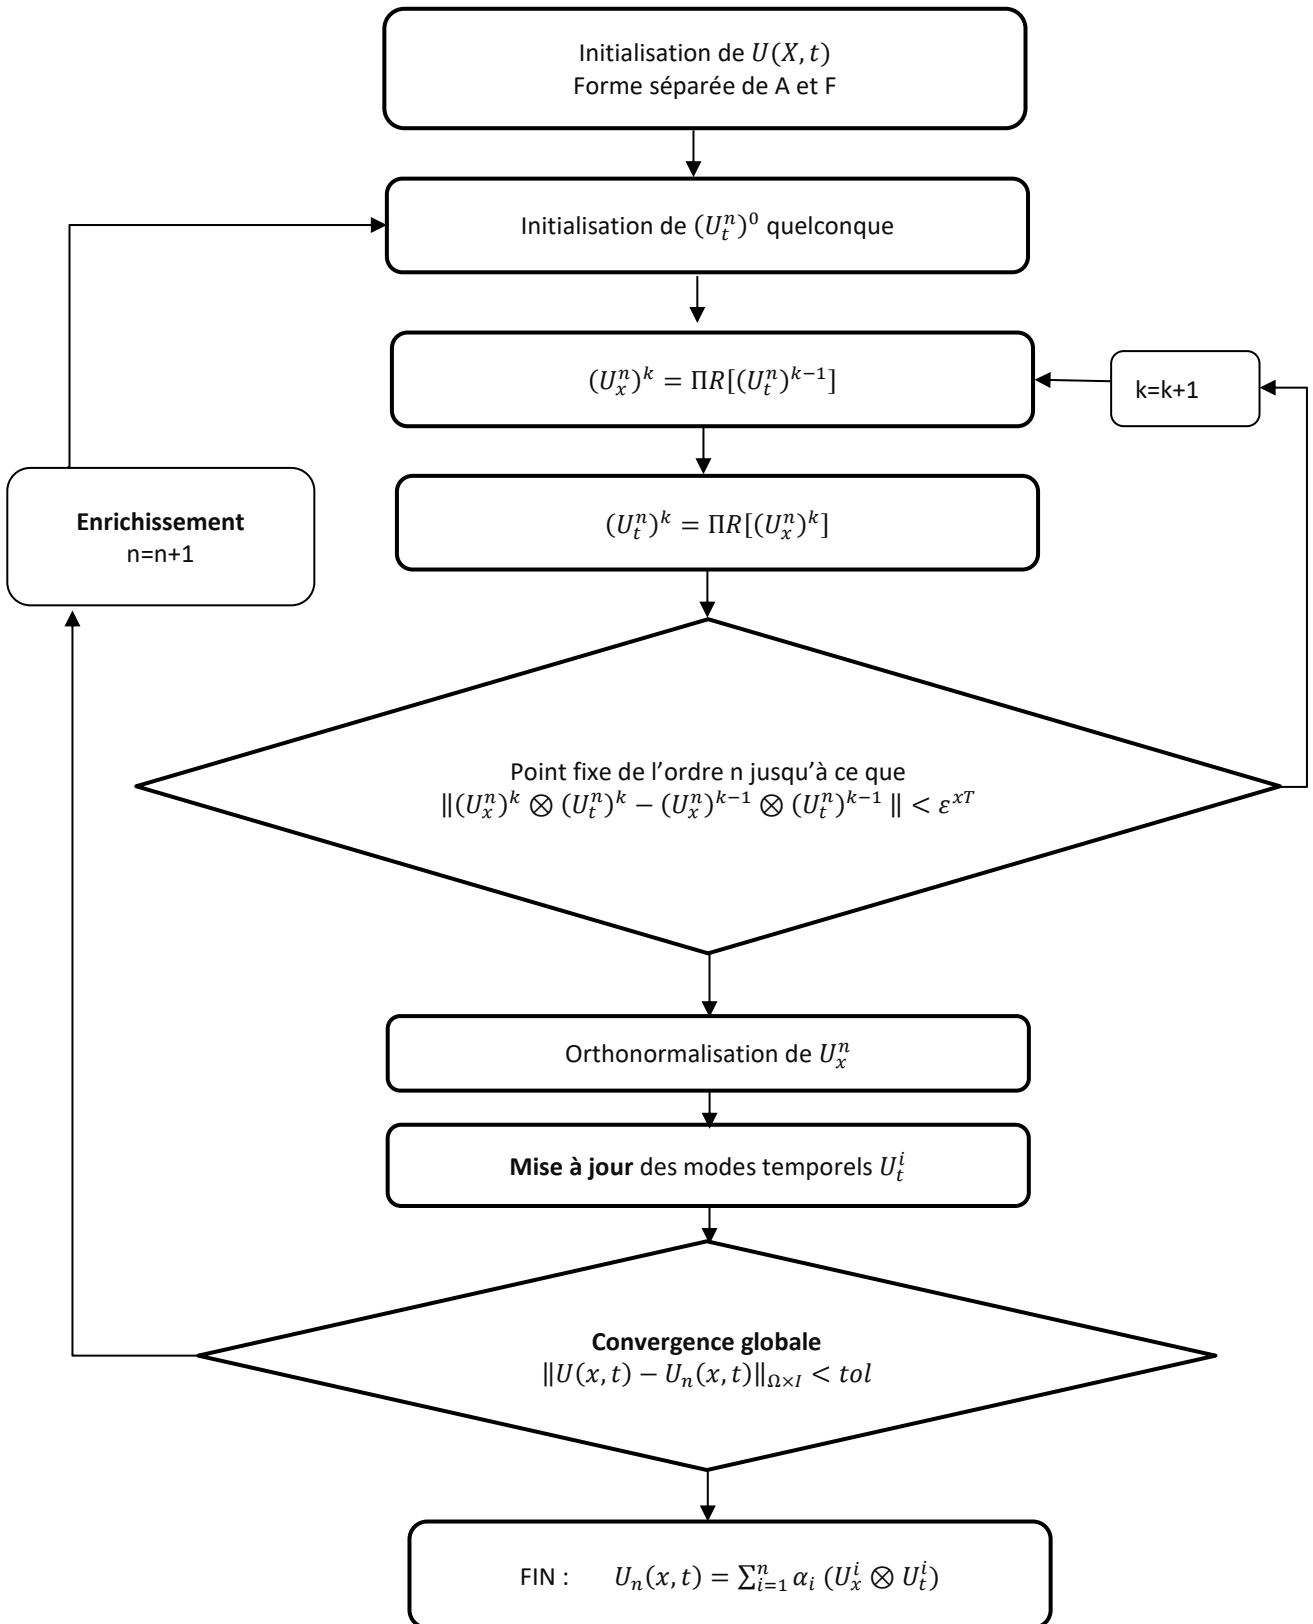 Initialisation de U(X, t)
Forme séparée de A et F
Initialisation de (U_t^n)^0 quelconque
(U_x^n)^k = ΠR[(U_t^n)^{k−1}]
k=k+1
Enrichissement
n=n+1
(U_t^n)^k = ΠR[(U_x^n)^k]
Point fixe de l’ordre n jusqu’à ce que
‖(U_x^n)^k ⊗ (U_t^n)^k − (U_x^n)^{k−1} ⊗ (U_t^n)^{k−1} ‖ < ε^{xT}
Orthonormalisation de U_x^n
Mise à jour des modes temporels U_t^i
Convergence globale
‖U(x, t) − U_n(x, t)‖_{Ω×I} < tol
FIN : U_n(x, t) = ∑_{i=1}^n α_i (U_x^i ⊗ U_t^i)